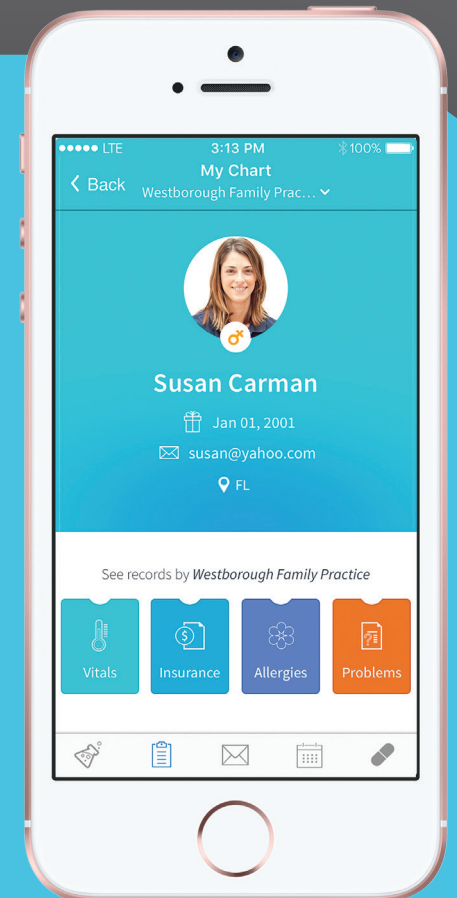 LTE 3:13 PM 100%
My Chart
Back
Westborough Family Prac...
Susan Carman
Jan 01, 2001
susan@yahoo.com
FL
See records by Westborough Family Practice
Vitals Insurance Allergies Problems